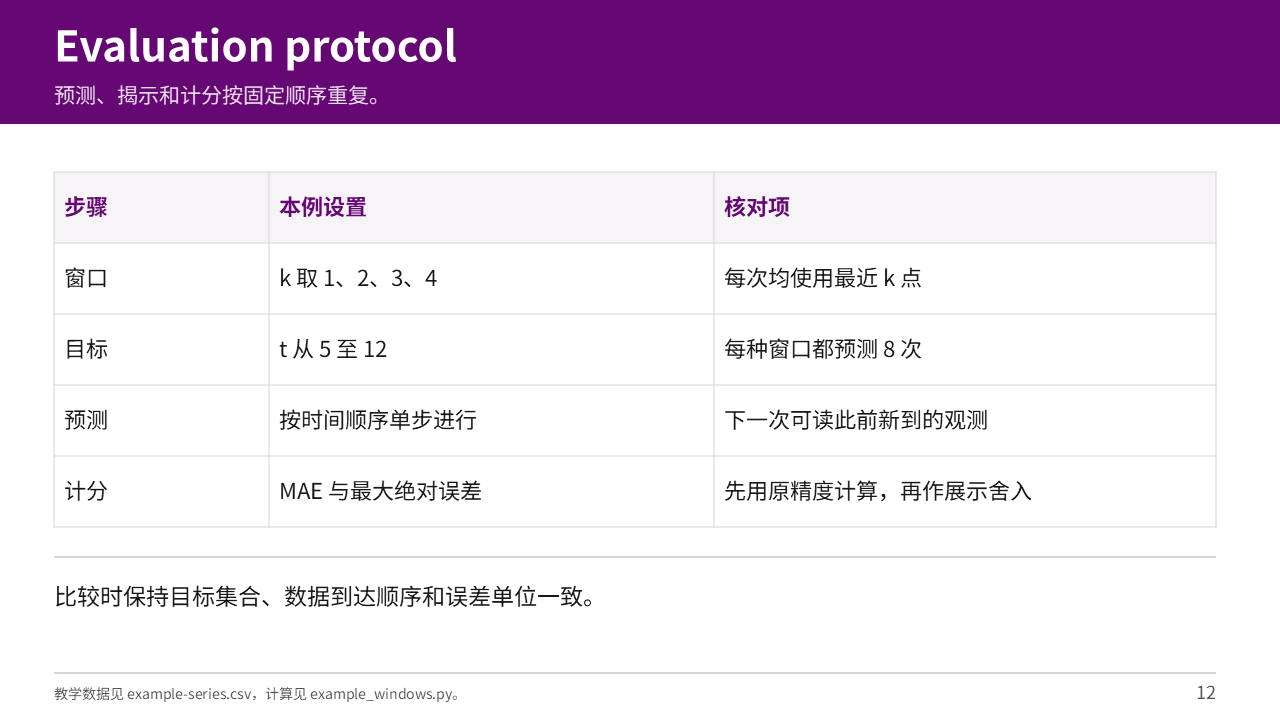 Evaluation protocol
预测、揭示和计分按固定顺序重复。
步骤 本例设置 核对项
窗口 k 取 1、2、3、4 每次均使用最近 k 点
目标 t 从 5 至 12 每种窗口都预测 8 次
预测 按时间顺序单步进行 下一次可读此前新到的观测
计分 MAE 与最大绝对误差 先用原精度计算，再作展示舍入
比较时保持目标集合、数据到达顺序和误差单位一致。
教学数据见 example-series.csv，计算见 example_windows.py。 12